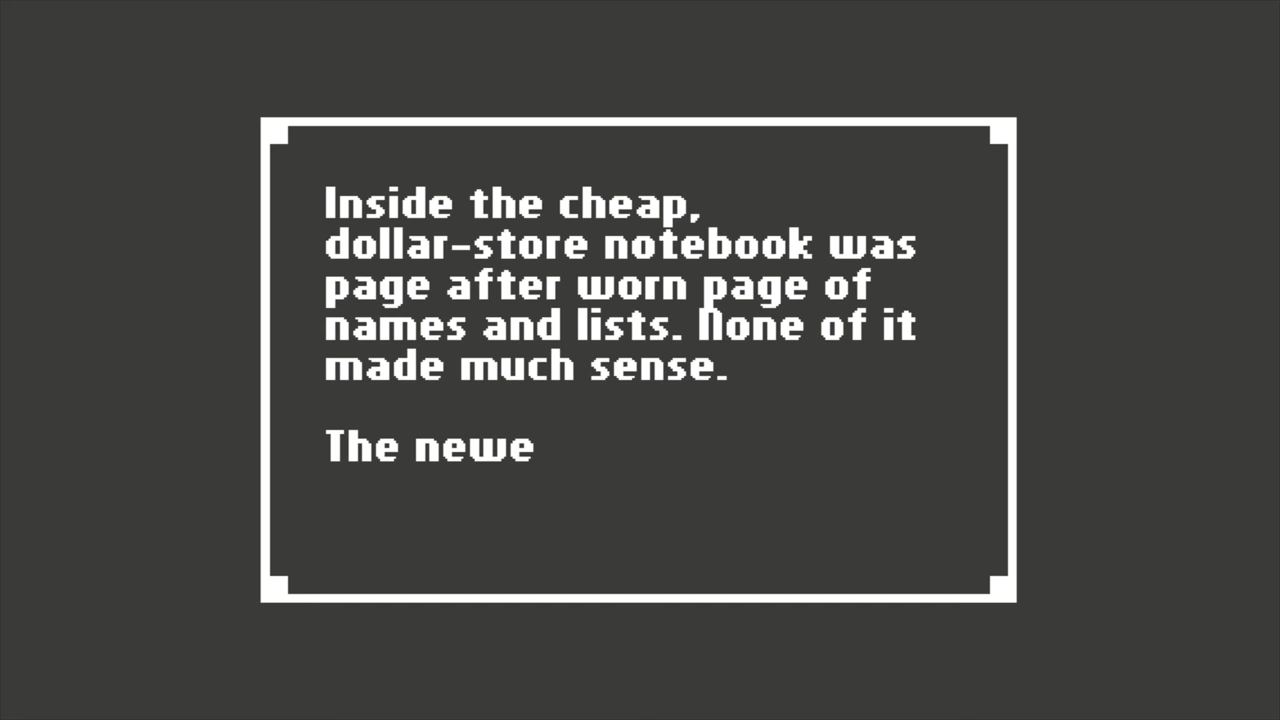 Inside the cheap,
dollar-store notebook was
page after worn page of
names and lists. None of it
made much sense.
The newe